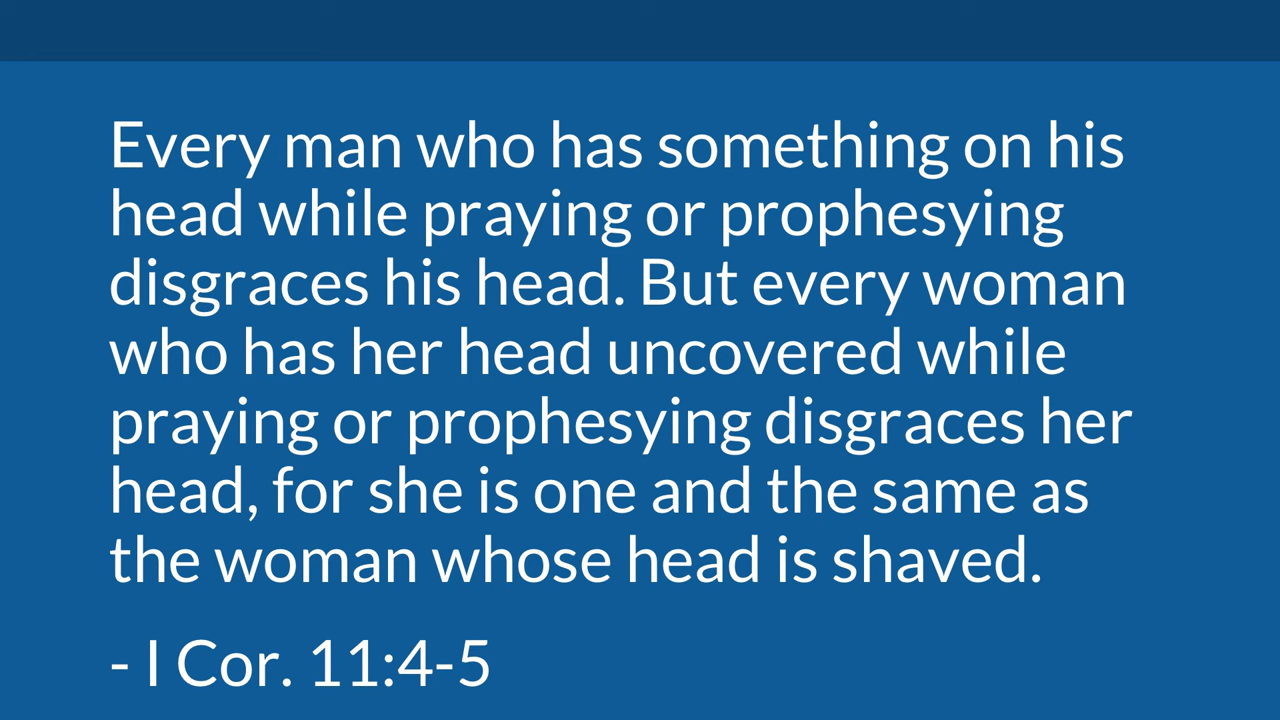 Every man who has something on his
head while praying or prophesying
disgraces his head. But every woman
who has her head uncovered while
praying or prophesying disgraces her
head, for she is one and the same as
the woman whose head is shaved.
- I Cor. 11:4-5